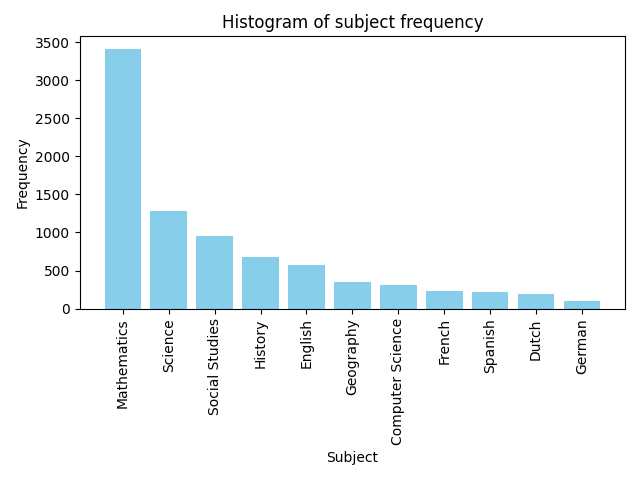 Histogram of subject frequency
Frequency
3500
3000
2500
2000
1500
1000
500
0
Mathematics
Science
Social Studies
History
English
Geography
Computer Science
French
Spanish
Dutch
German
Subject